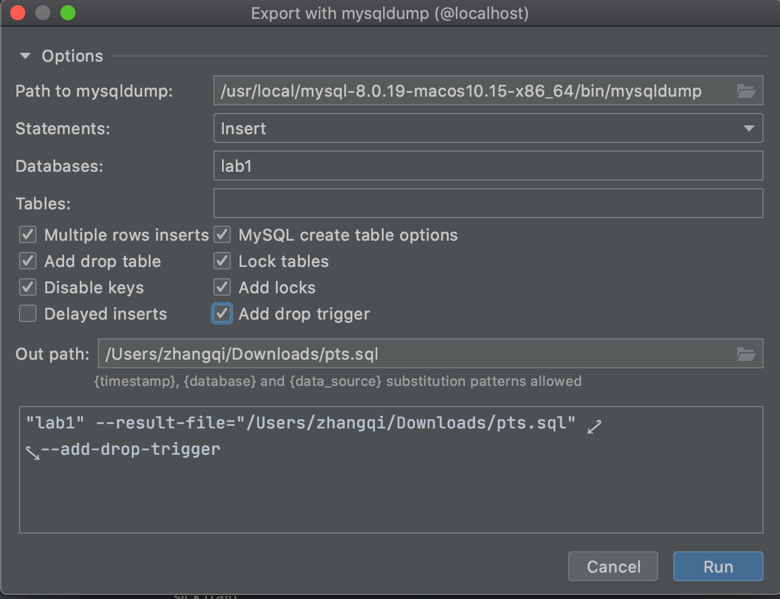 Export with mysqldump (@localhost)
Options
Path to mysqldump: /usr/local/mysql-8.0.19-macos10.15-x86_64/bin/mysqldump
Statements: Insert
Databases: lab1
Tables:
Multiple rows inserts MySQL create table options
Add drop table Lock tables
Disable keys Add locks
Delayed inserts Add drop trigger
Out path: /Users/zhangqi/Downloads/pts.sql
{timestamp}, {database} and {data_source} substitution patterns allowed
"lab1" --result-file="/Users/zhangqi/Downloads/pts.sql"
--add-drop-trigger
Cancel Run